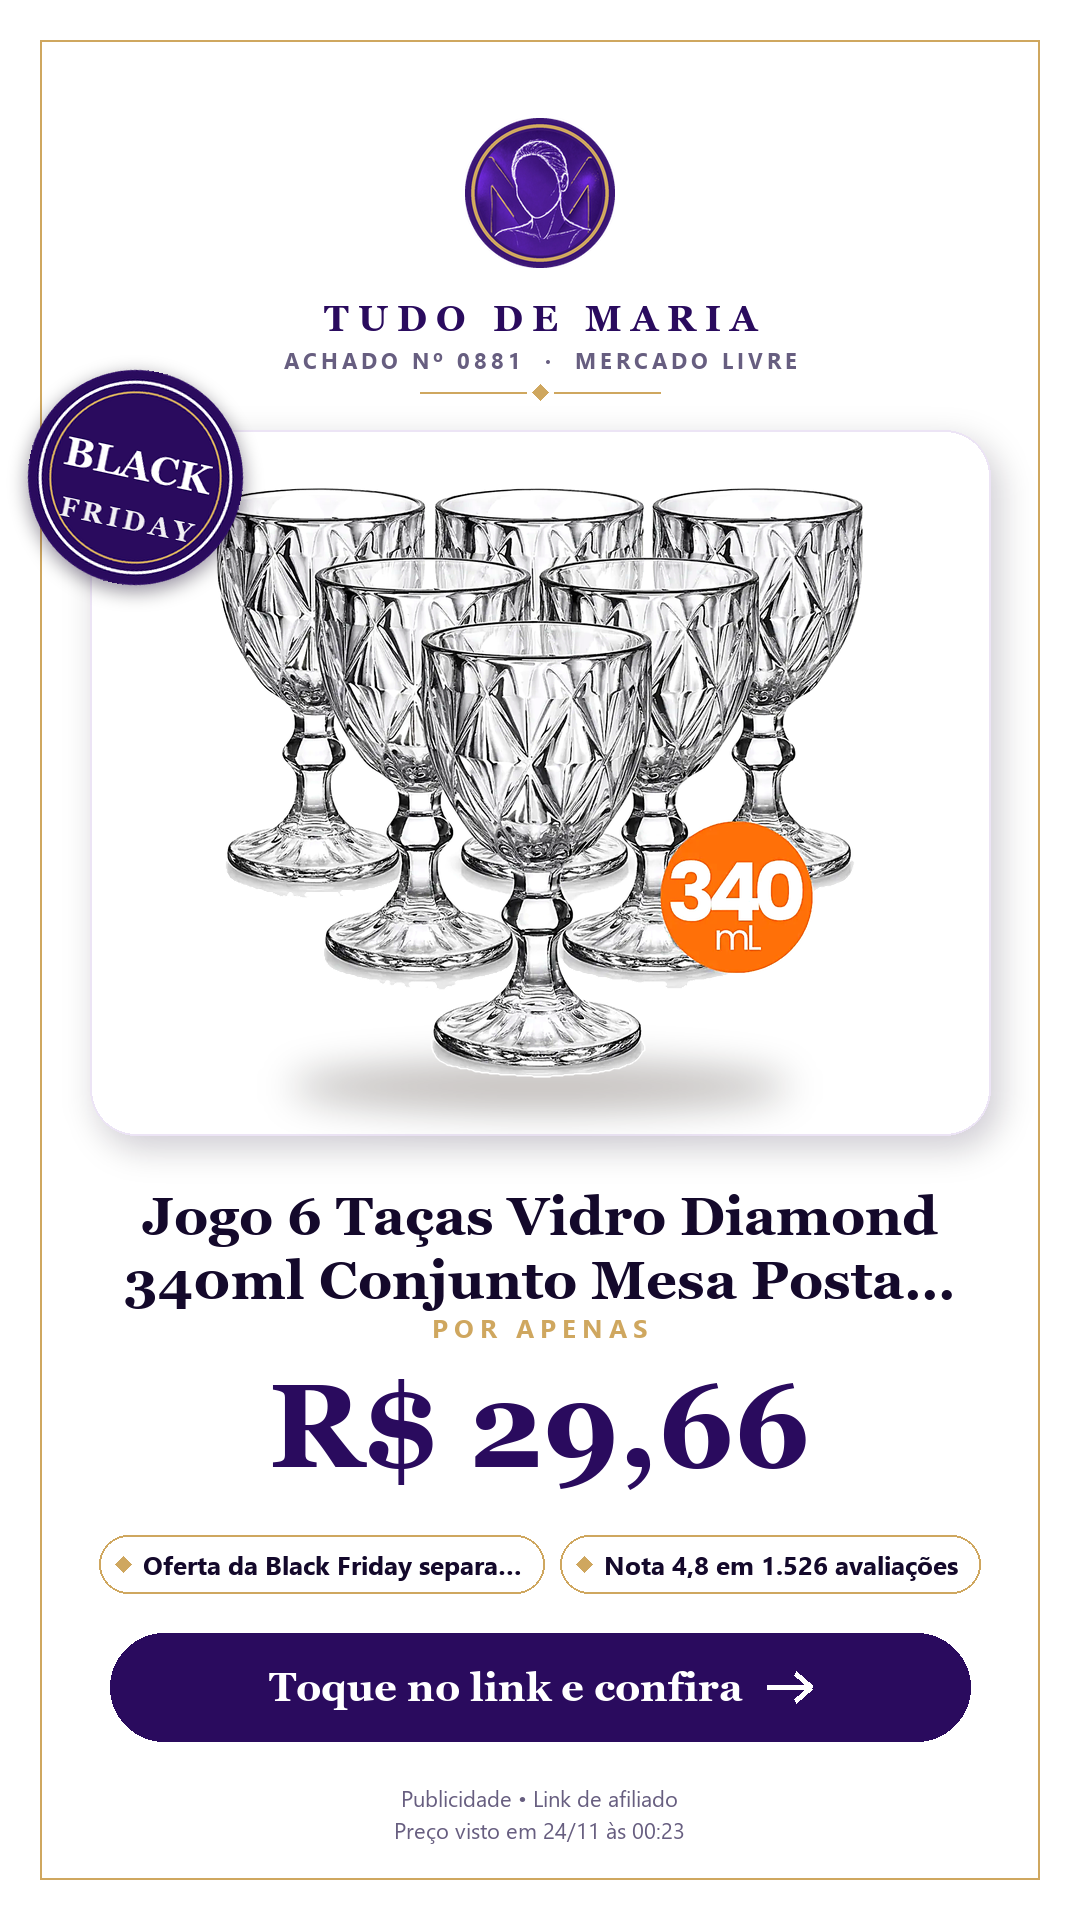 TUDO DE MARIA
ACHADO Nº 0881 · MERCADO LIVRE
BLACK
FRIDAY
340
mL
Jogo 6 Taças Vidro Diamond
340ml Conjunto Mesa Posta...
POR APENAS
R$ 29,66
Oferta da Black Friday separa...
Nota 4,8 em 1.526 avaliações
Toque no link e confira →
Publicidade • Link de afiliado
Preço visto em 24/11 às 00:23